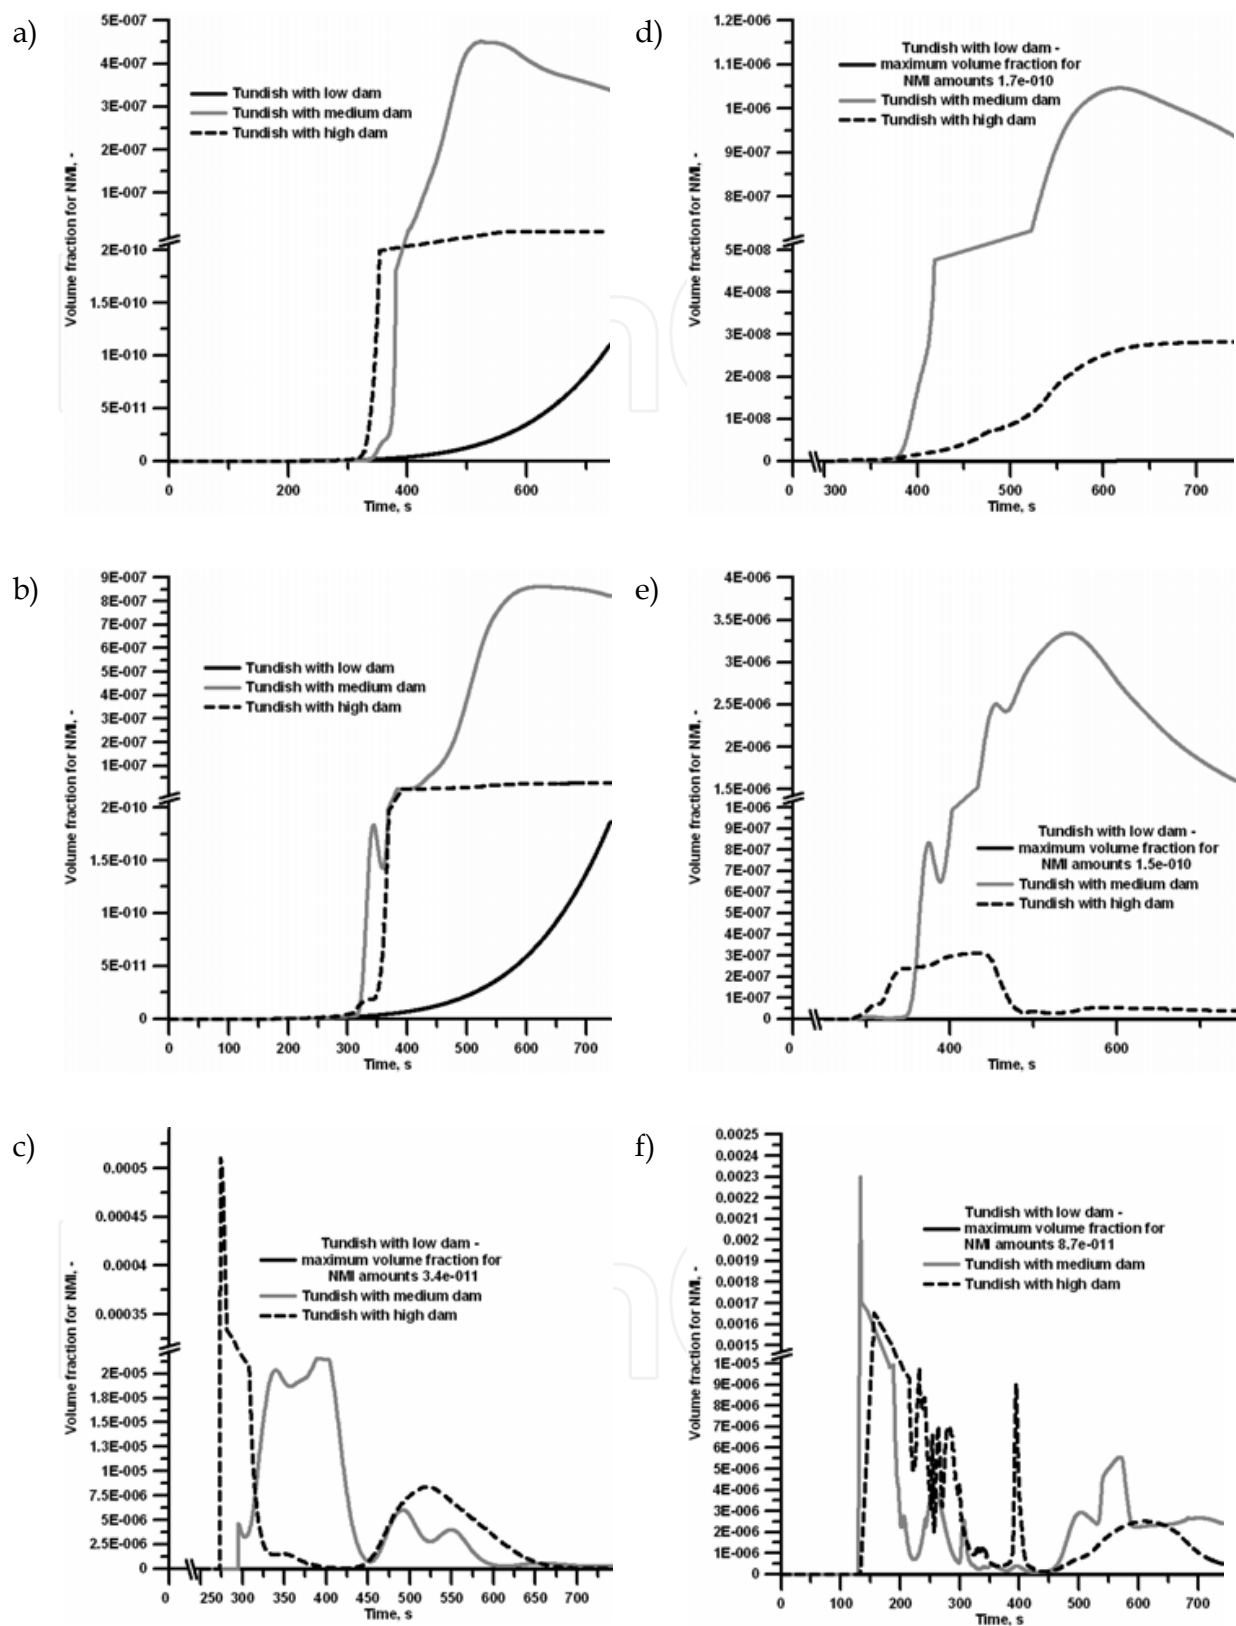 a)
5E-007
4E-007
3E-007
2E-007
1E-007
2E-010
1.5E-010
1E-010
5E-011
0
Volume fraction for NMI, -
Tundish with low dam
Tundish with medium dam
Tundish with high dam
0 200 400 600
Time, s
d)
1.2E-006
1.1E-006
1E-006
9E-007
8E-007
5E-008
4E-008
3E-008
2E-008
1E-008
0
Volume fraction for NMI, -
Tundish with low dam -
maximum volume fraction for
NMI amounts 1.7e-010
Tundish with medium dam
Tundish with high dam
0 300 400 500 600 700
Time, s
b)
9E-007
8E-007
7E-007
6E-007
5E-007
4E-007
3E-007
2E-007
1E-007
2E-010
1.5E-010
1E-010
5E-011
0
Volume fraction for NMI, -
Tundish with low dam
Tundish with medium dam
Tundish with high dam
0 100 200 300 400 500 600 700
Time, s
e)
4E-006
3.5E-006
3E-006
2.5E-006
2E-006
1.5E-006
1E-006
9E-007
8E-007
7E-007
6E-007
5E-007
4E-007
3E-007
2E-007
1E-007
0
Volume fraction for NMI, -
Tundish with low dam -
maximum volume fraction for
NMI amounts 1.5e-010
Tundish with medium dam
Tundish with high dam
0 400 600
Time, s
c)
0.0005
0.00045
0.0004
0.00035
2E-005
1.8E-005
1.5E-005
1.3E-005
1E-005
7.5E-006
5E-006
2.5E-006
0
Volume fraction for NMI, -
Tundish with low dam -
maximum volume fraction for
NMI amounts 3.4e-011
Tundish with medium dam
Tundish with high dam
0 250 300 350 400 450 500 550 600 650 700
Time, s
f)
0.0025
0.0024
0.0023
0.0022
0.0021
0.002
0.0019
0.0018
0.0017
0.0016
0.0015
1E-005
9E-006
8E-006
7E-006
6E-006
5E-006
4E-006
3E-006
2E-006
1E-006
0
Volume fraction for NMI, -
Tundish with low dam -
maximum volume fraction for
NMI amounts 8.7e-011
Tundish with medium dam
Tundish with high dam
0 100 200 300 400 500 600 700
Time, s